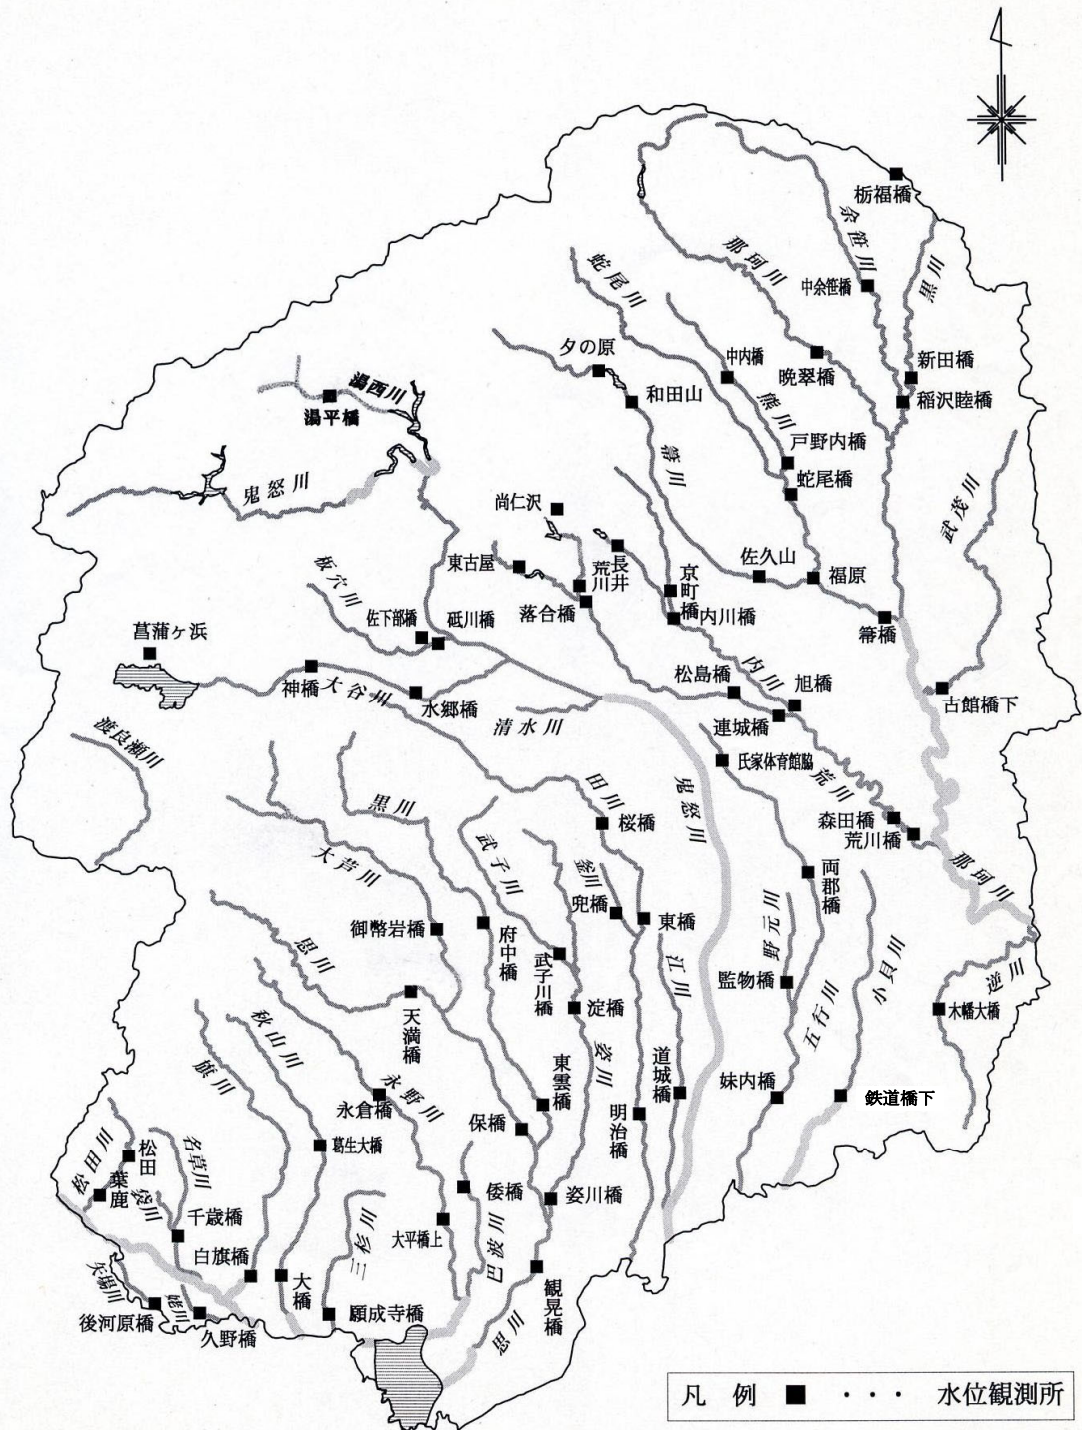 栃福橋
余笹川
那珂川
黒川
蛇尾川
中余笹橋
夕の原
中内橋
晩翠橋
新田橋
稲沢睦橋
湯西川
湯平橋
和田山
熊川
戸野内橋
蛇尾橋
箒川
武茂川
鬼怒川
尚仁沢
東古屋
荒川
長井
京町橋
佐久山
福原
板穴川
佐下部橋
砥川橋
落合橋
内川橋
箒橋
菖蒲ヶ浜
神橋
大谷川
水郷橋
清水川
松島橋
内川
旭橋
連城橋
古館橋下
渡良瀬川
氏家体育館脇
鬼怒川
荒川
田川
桜橋
森田橋
荒川橋
黒川
武子川
大芦川
釜川
兜橋
東橋
両郡橋
那珂川
御幣岩橋
府中橋
野元川
小貝川
思川
武子川橋
江川
監物橋
逆川
天満橋
淀橋
五行川
木幡大橋
秋山川
旗川
永野川
永倉橋
姿川
東雲橋
道城橋
明治橋
妹内橋
鉄道橋下
保橋
葛生大橋
松田川
松田
名草川
葉鹿
袋川
千歳橋
倭橋
姿川橋
大平橋上
巴波川
三杉川
白旗橋
矢場川
後河原橋
姥川
久野橋
大橋
願成寺橋
観晃橋
思川
凡 例 ■ ・・・ 水位観測所